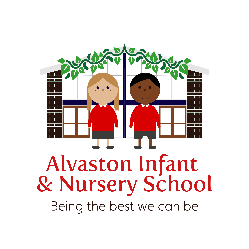 Alvaston Infant
& Nursery School
Being the best we can be